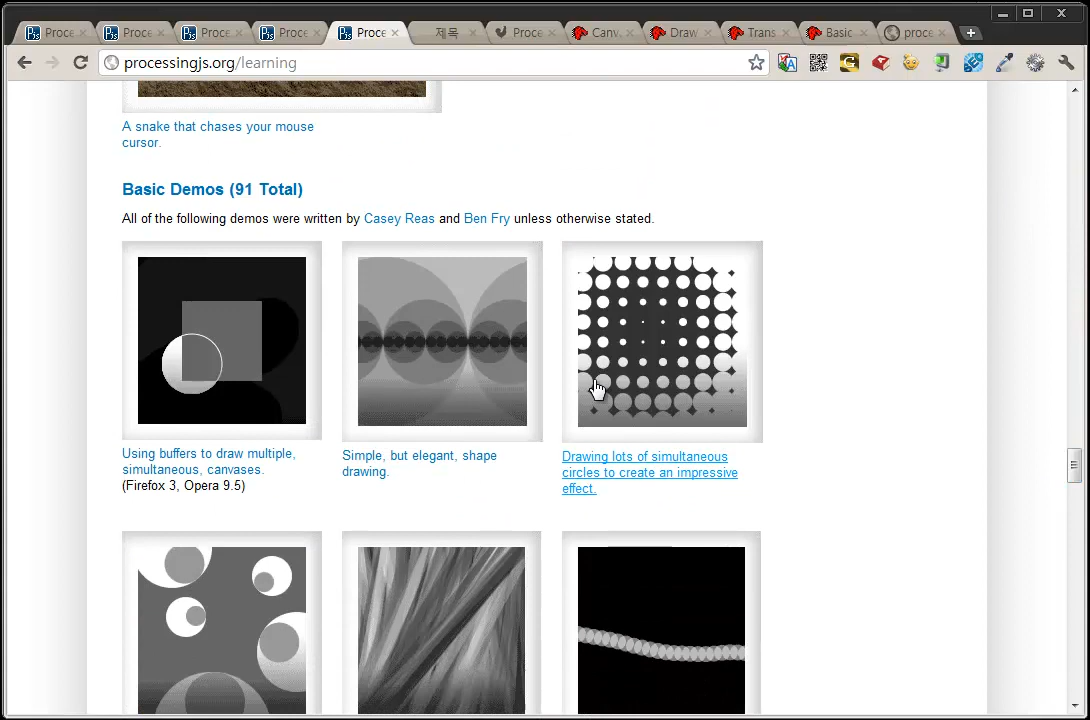 Proce
Proce
Proce
Proce
Proce
제목
Proce
Canv
Draw
Trans
Basic
proce
processingjs.org/learning
A snake that chases your mouse
cursor.
Basic Demos (91 Total)
All of the following demos were written by Casey Reas and Ben Fry unless otherwise stated.
Using buffers to draw multiple,
simultaneous, canvases.
(Firefox 3, Opera 9.5)
Simple, but elegant, shape
drawing.
Drawing lots of simultaneous
circles to create an impressive
effect.